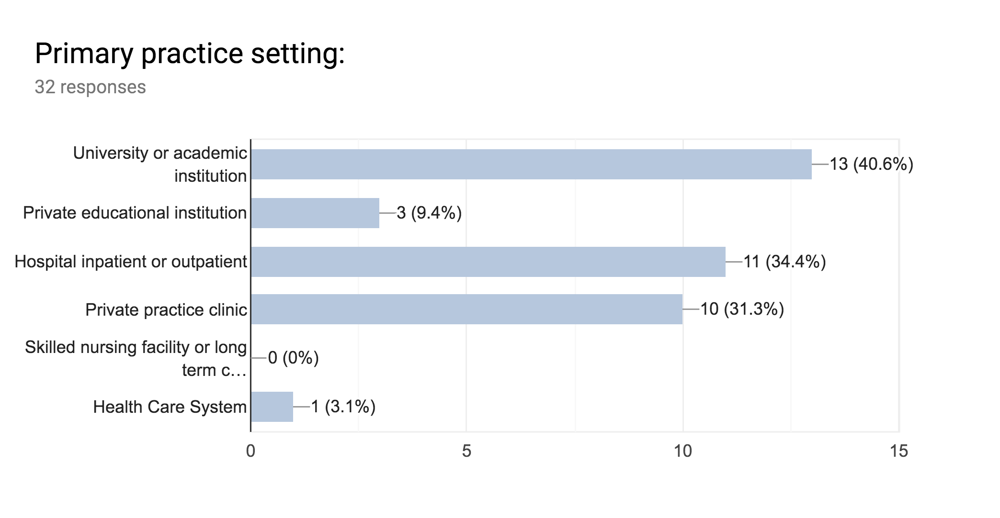 Primary practice setting:
32 responses
University or academic
institution
13 (40.6%)
Private educational institution
3 (9.4%)
Hospital inpatient or outpatient
11 (34.4%)
Private practice clinic
10 (31.3%)
Skilled nursing facility or long
term c…
0 (0%)
Health Care System
1 (3.1%)
0 5 10 15